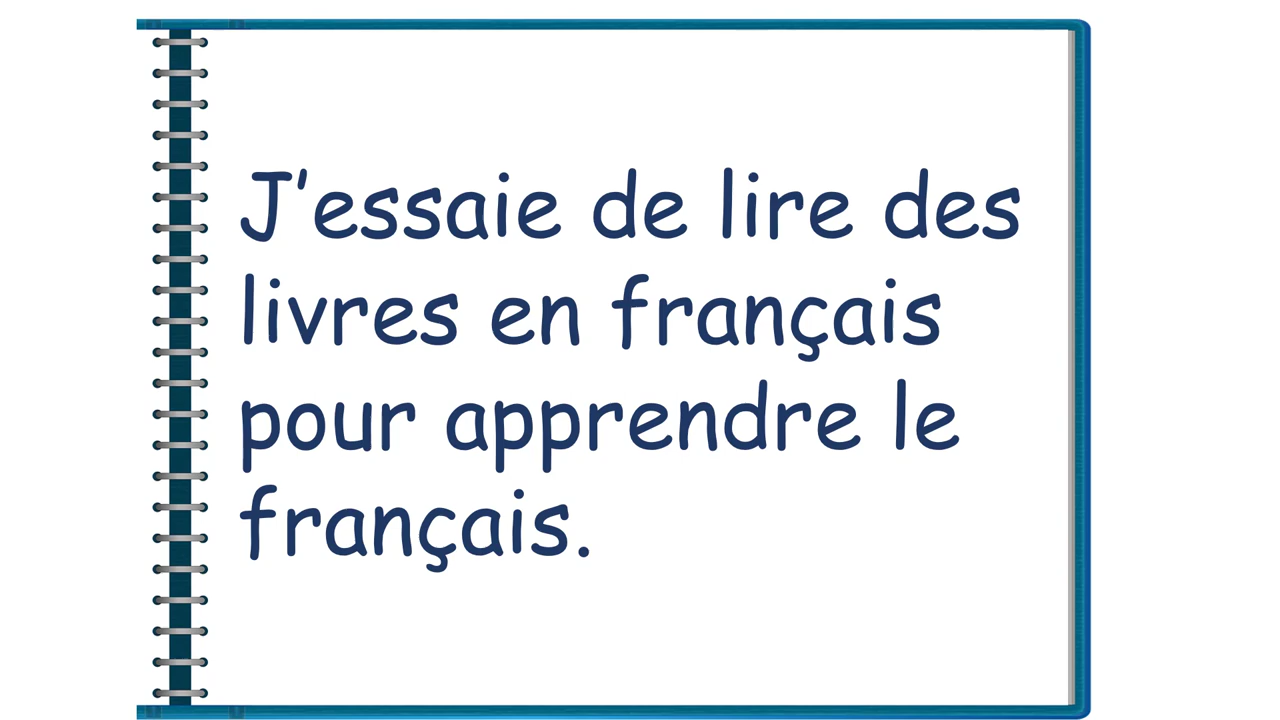 J’essaie de lire des
livres en français
pour apprendre le
français.